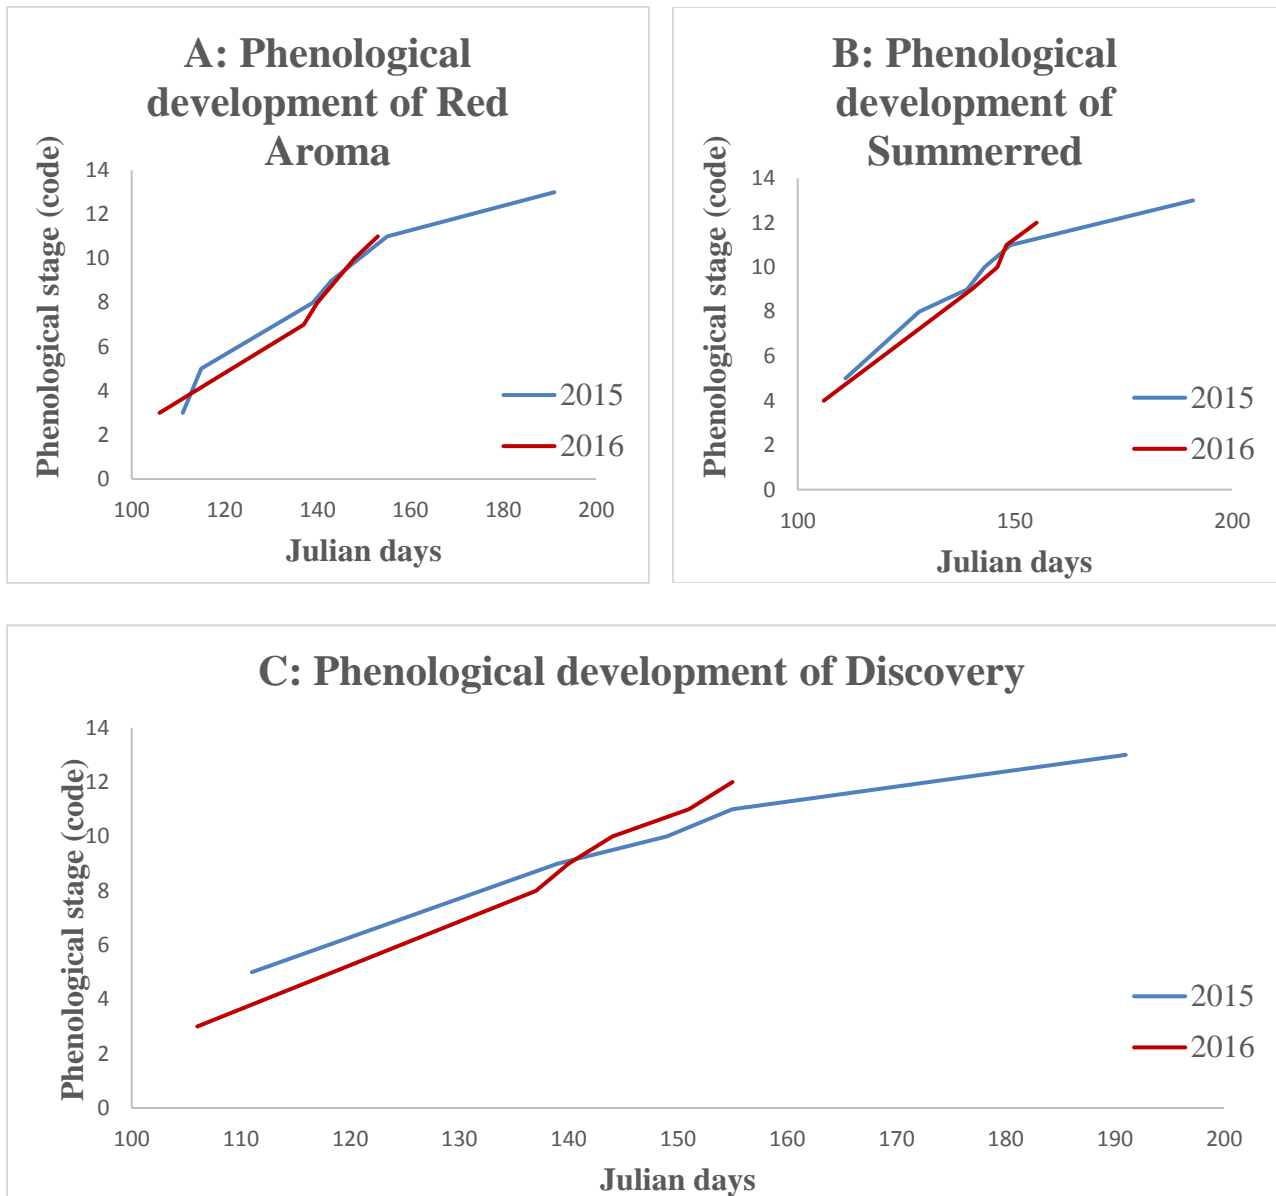 A: Phenological
development of Red
Aroma
Phenological stage (code)
14
12
10
8
6
4
2
0
2015
2016
100 120 140 160 180 200
Julian days
B: Phenological
development of
Summerred
Phenological stage (code)
14
12
10
8
6
4
2
0
2015
2016
100 150 200
Julian days
C: Phenological development of Discovery
Phenological stage (code)
14
12
10
8
6
4
2
0
2015
2016
100 110 120 130 140 150 160 170 180 190 200
Julian days